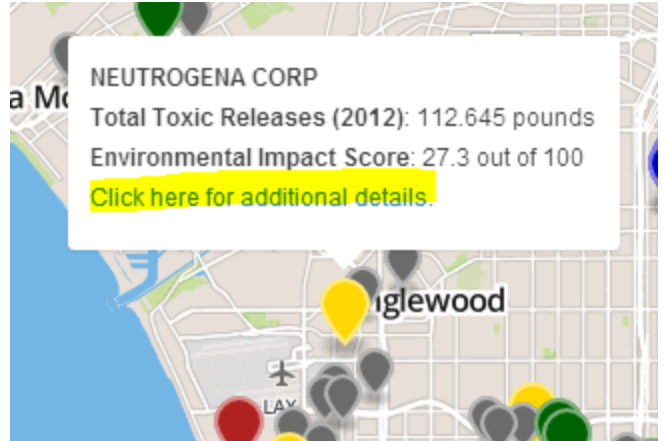 NEUTROGENA CORP
Total Toxic Releases (2012): 112.645 pounds
Environmental Impact Score: 27.3 out of 100
Click here for additional details.
a Mo
nglewood
LAX